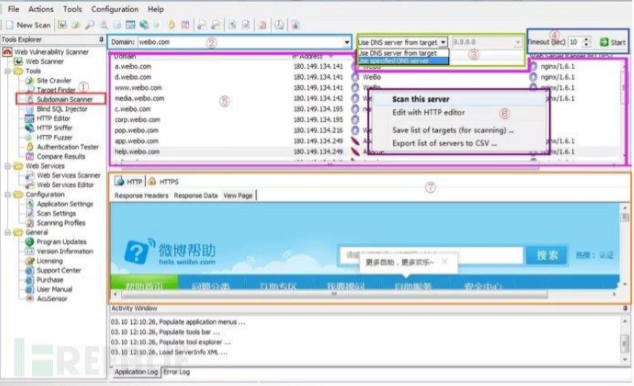 File Actions Tools Configuration Help
New Scan
Tools Explorer
Web Vulnerability Scanner
Web Scanner
Tools ①
Site Crawler
Target Finder
Subdomain Scanner
Blind SQL Injector
HTTP Editor
HTTP Sniffer
HTTP Fuzzer
Authentication Tester
Compare Results
Web Services
Web Services Scanner
Web Services Editor
Configuration
Application Settings
Scan Settings
Scanning Profiles
General
Program Updates
Version Information
Licensing
Support Center
Purchase
User Manual
AcuSensor
Domain: weibo.com ②
Use DNS server from target 8.8.8.8
Use DNS server from target ③
Use specified DNS server
④
Timeout (sec) 10 Start
Domain
e.weibo.com 180.149.134.141 WeiBo nginx/1.6.1
d.weibo.com 180.149.134.141 WeiBo
www.weibo.com 180.149.134.141 WeiBo
media.weibo.com 180.149.134.142 nginx/1.6.1
c.weibo.com 180.149.134.195
corp.weibo.com 180.149.134.195
pop.weibo.com 180.149.134.216
app.weibo.com 180.149.134.249 nginx/1.6.1
help.weibo.com 180.149.134.249
⑤
Scan this server
Edit with HTTP editor
⑥
Save list of targets (for scanning) ...
Export list of servers to CSV ...
HTTP HTTPS ⑦
Response Headers Response Data View Page
微博帮助
help.weibo.com
搜索 热搜：认证
更多自助，更多欢乐~
帮助首页 问题分类 互助专区 我要提问 自助服务 安全中心
Activity Window
03.10 12:10.26, Populate application menus ...
03.10 12:10.26, Populate tools bar ...
03.10 12:10.26, Populate tool explorer ...
03.10 12:10.26, Load ServerInfo XML ...
Application Log Error Log